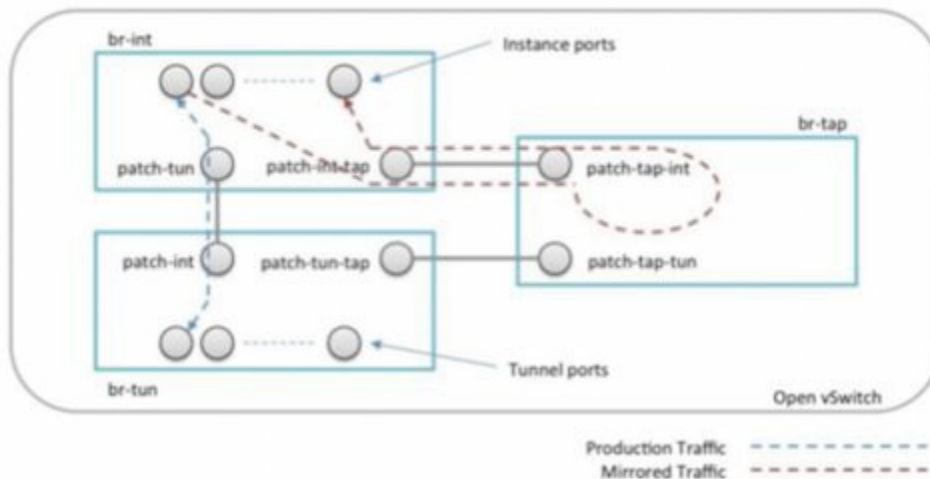 br-int
Instance ports
br-tap
patch-tun
patch-int-tap
patch-tap-int
patch-int
patch-tun-tap
patch-tap-tun
Tunnel ports
br-tun
Open vSwitch
Production Traffic
Mirrored Traffic